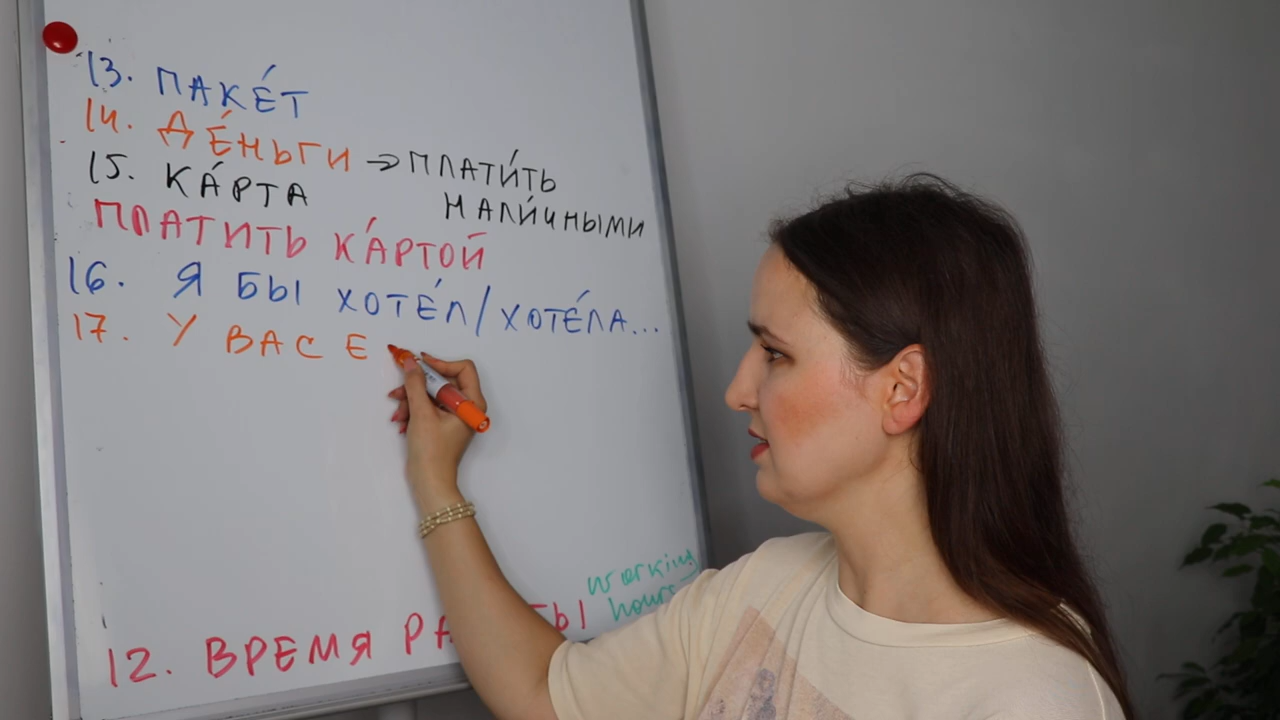 13. ПАКЕ́Т
14. ДЕ́НЬГИ → ПЛАТИ́ТЬ
НАЛИ́ЧНЫМИ
15. КА́РТА
ПЛАТИТЬ КА́РТОЙ
16. Я БЫ ХОТЕ́Л/ХОТЕ́ЛА...
17. У ВАС Е
working
hours
12. ВРЕМЯ